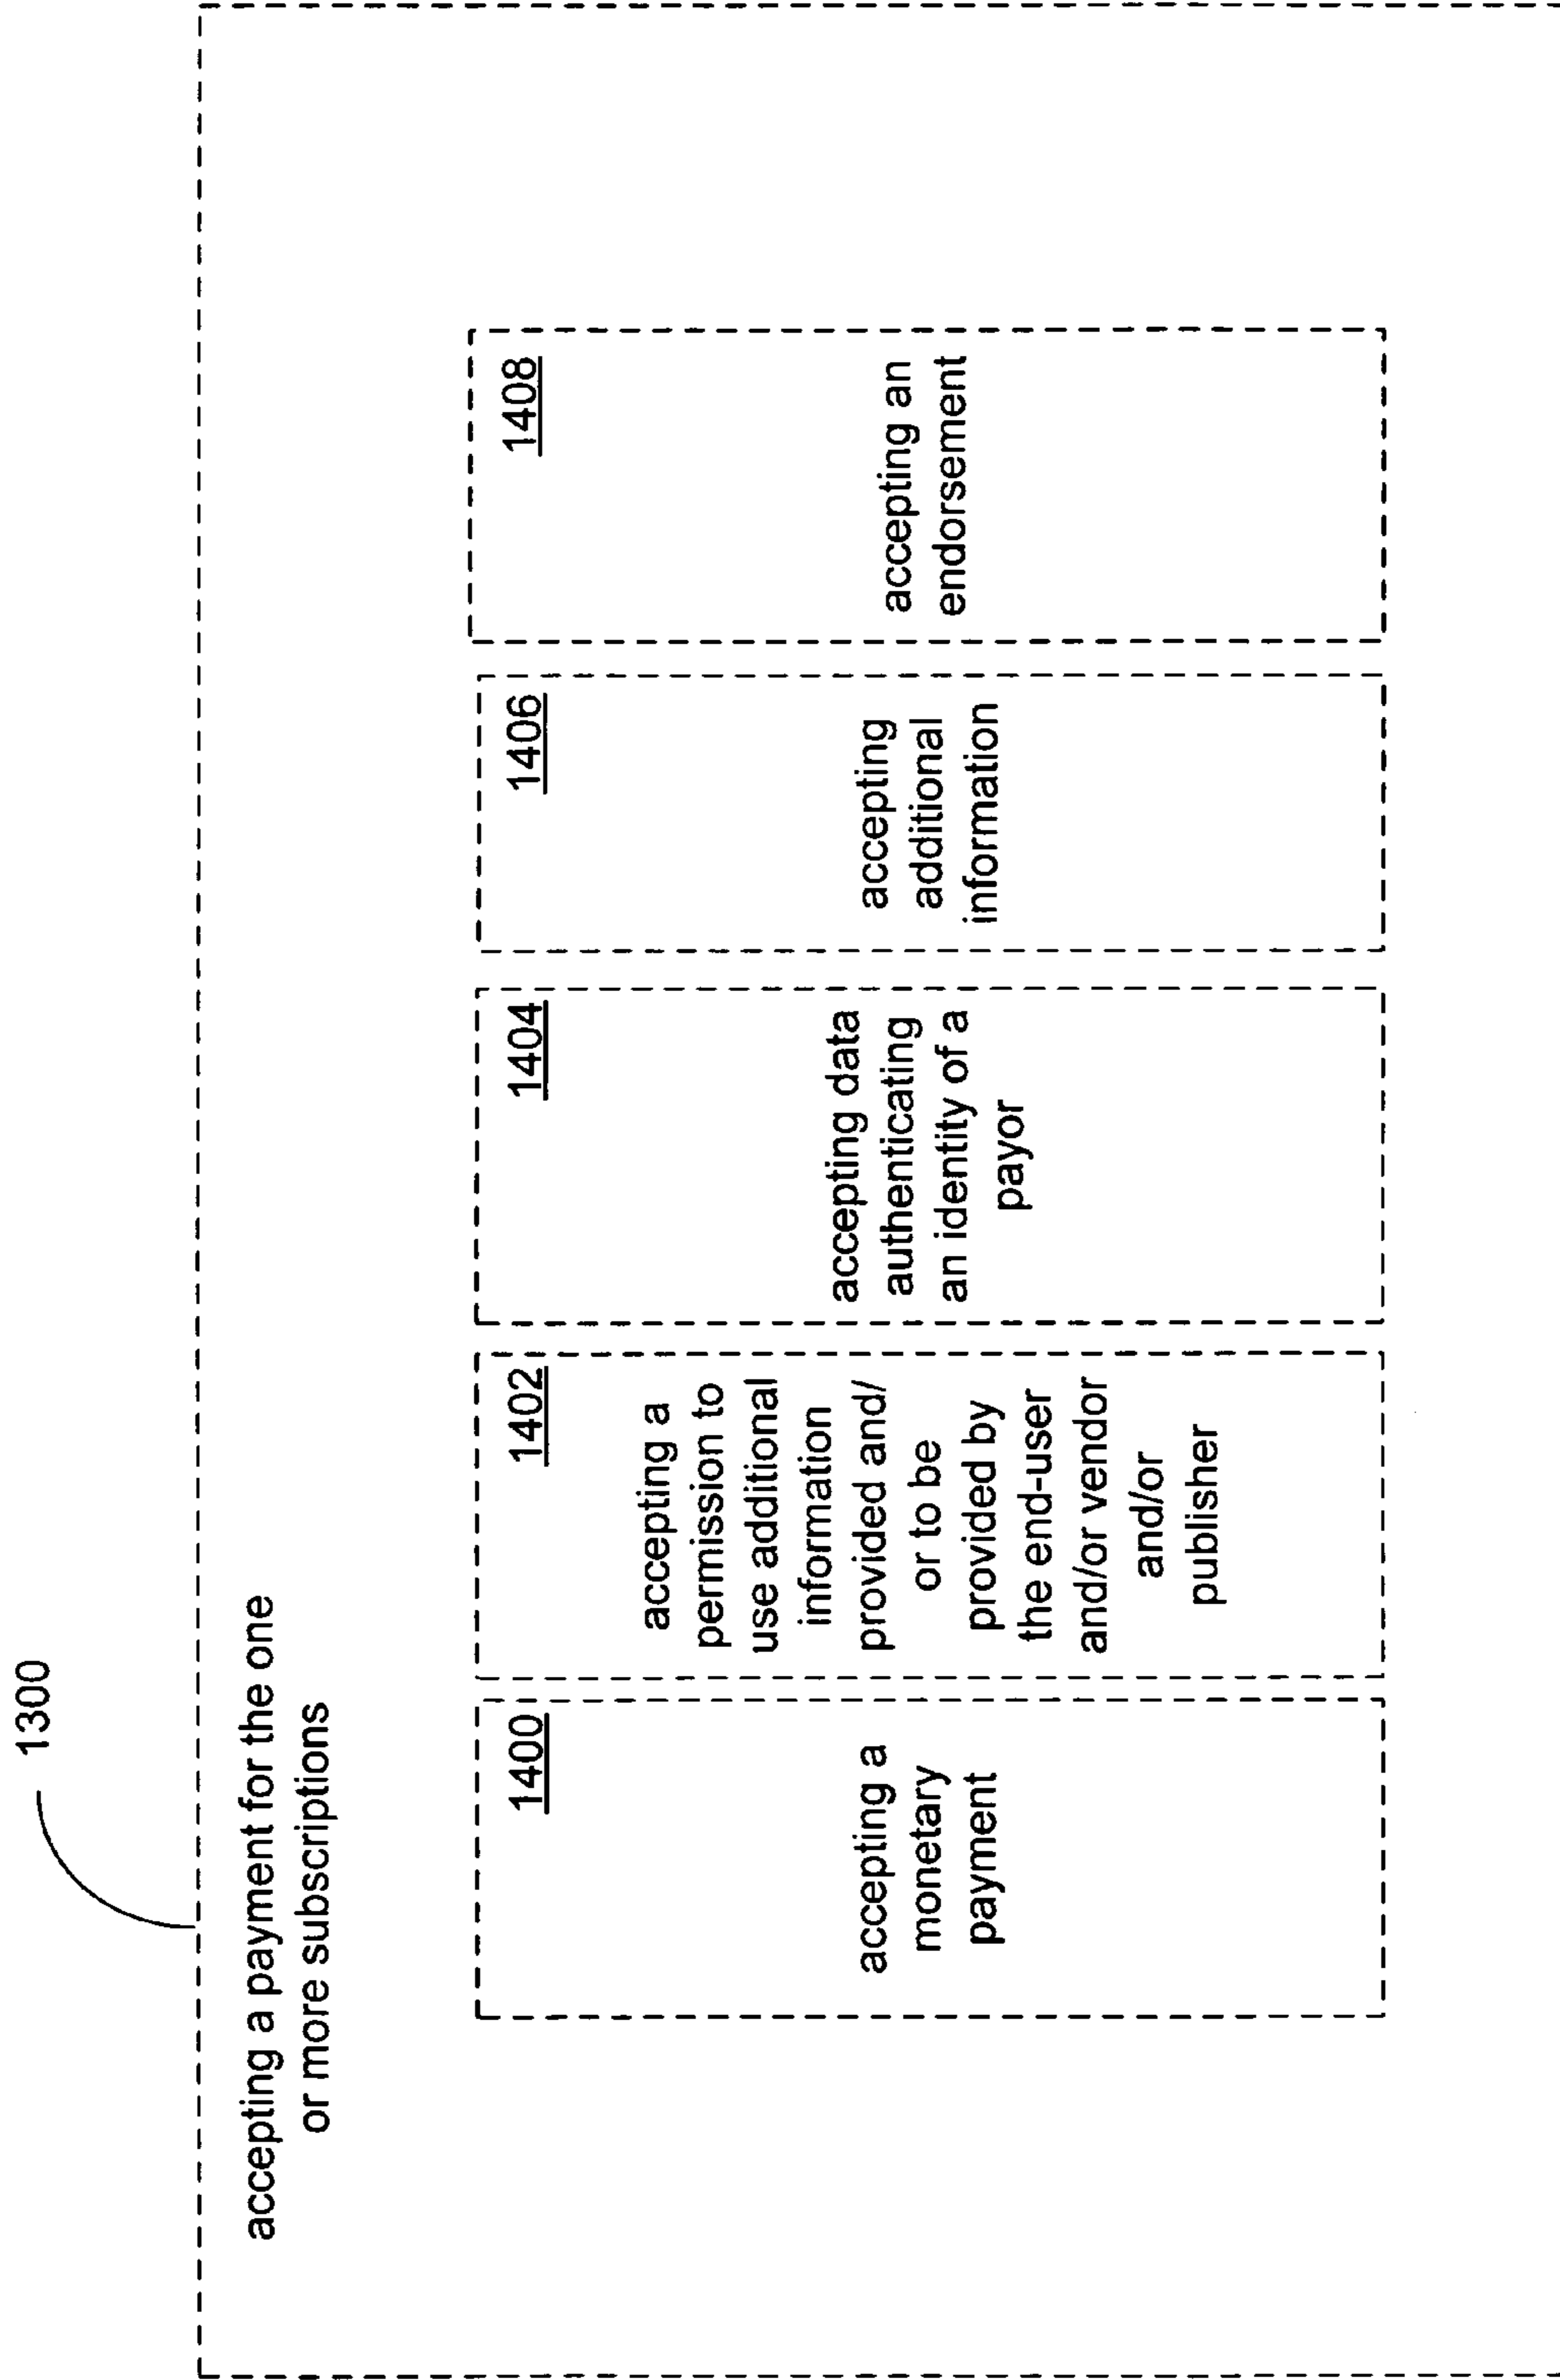 1300
accepting a payment for the one
or more subscriptions
1400
accepting a
monetary
payment
1402
accepting a
permission to
use additional
information
provided and/
or to be
provided by
the end-user
and/or vendor
and/or
publisher
1404
accepting data
authenticating
an identity of a
payor
1406
accepting
additional
information
1408
accepting an
endorsement